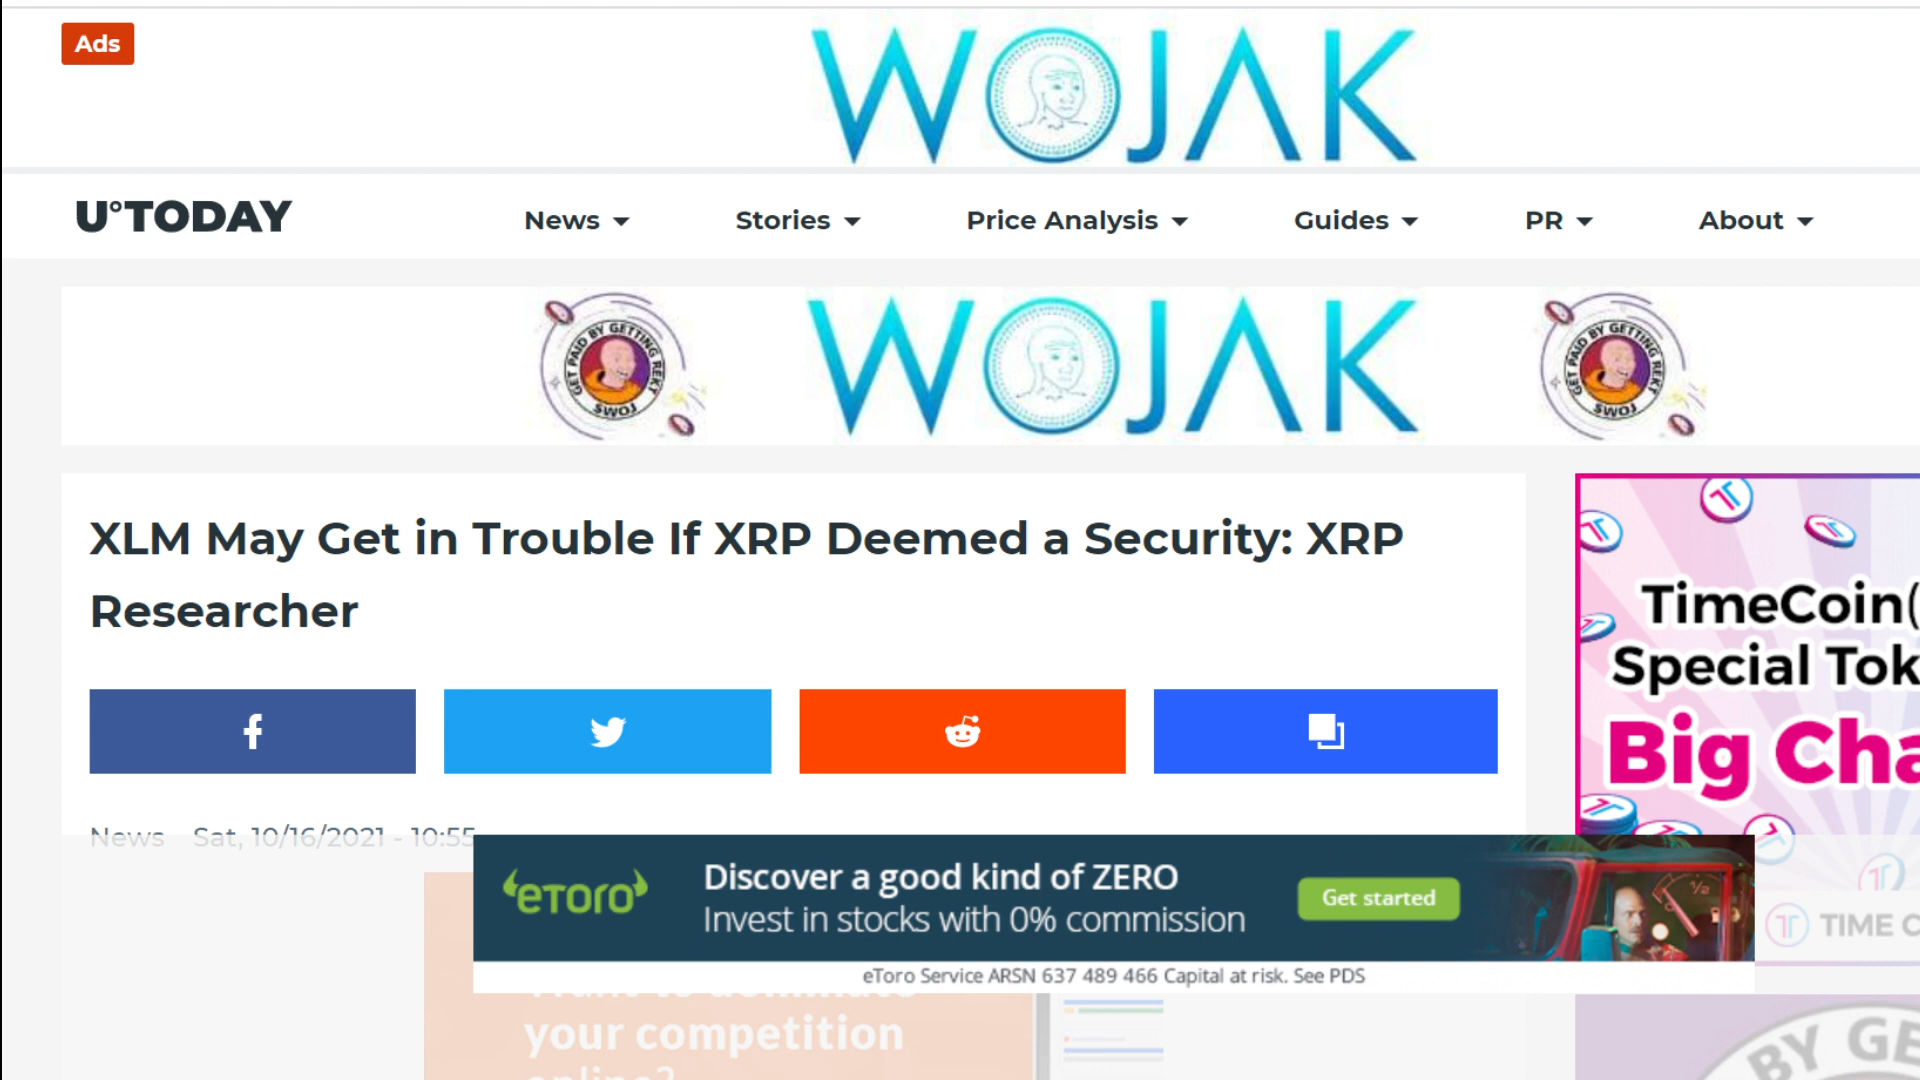 Ads
WOJAK
U°TODAY
News
Stories
Price Analysis
Guides
PR
About
GET PAID BY GETTING REKT
SWOJ
WOJAK
GET PAID BY GETTING REKT
SWOJ
XLM May Get in Trouble If XRP Deemed a Security: XRP
Researcher
News Sat, 10/16/2021 - 10:55
TimeCoin(
Special Tok
Big Cha
eToro
Discover a good kind of ZERO
Invest in stocks with 0% commission
Get started
eToro Service ARSN 637 489 466 Capital at risk. See PDS
TIME C
your competition
online?
BY GE